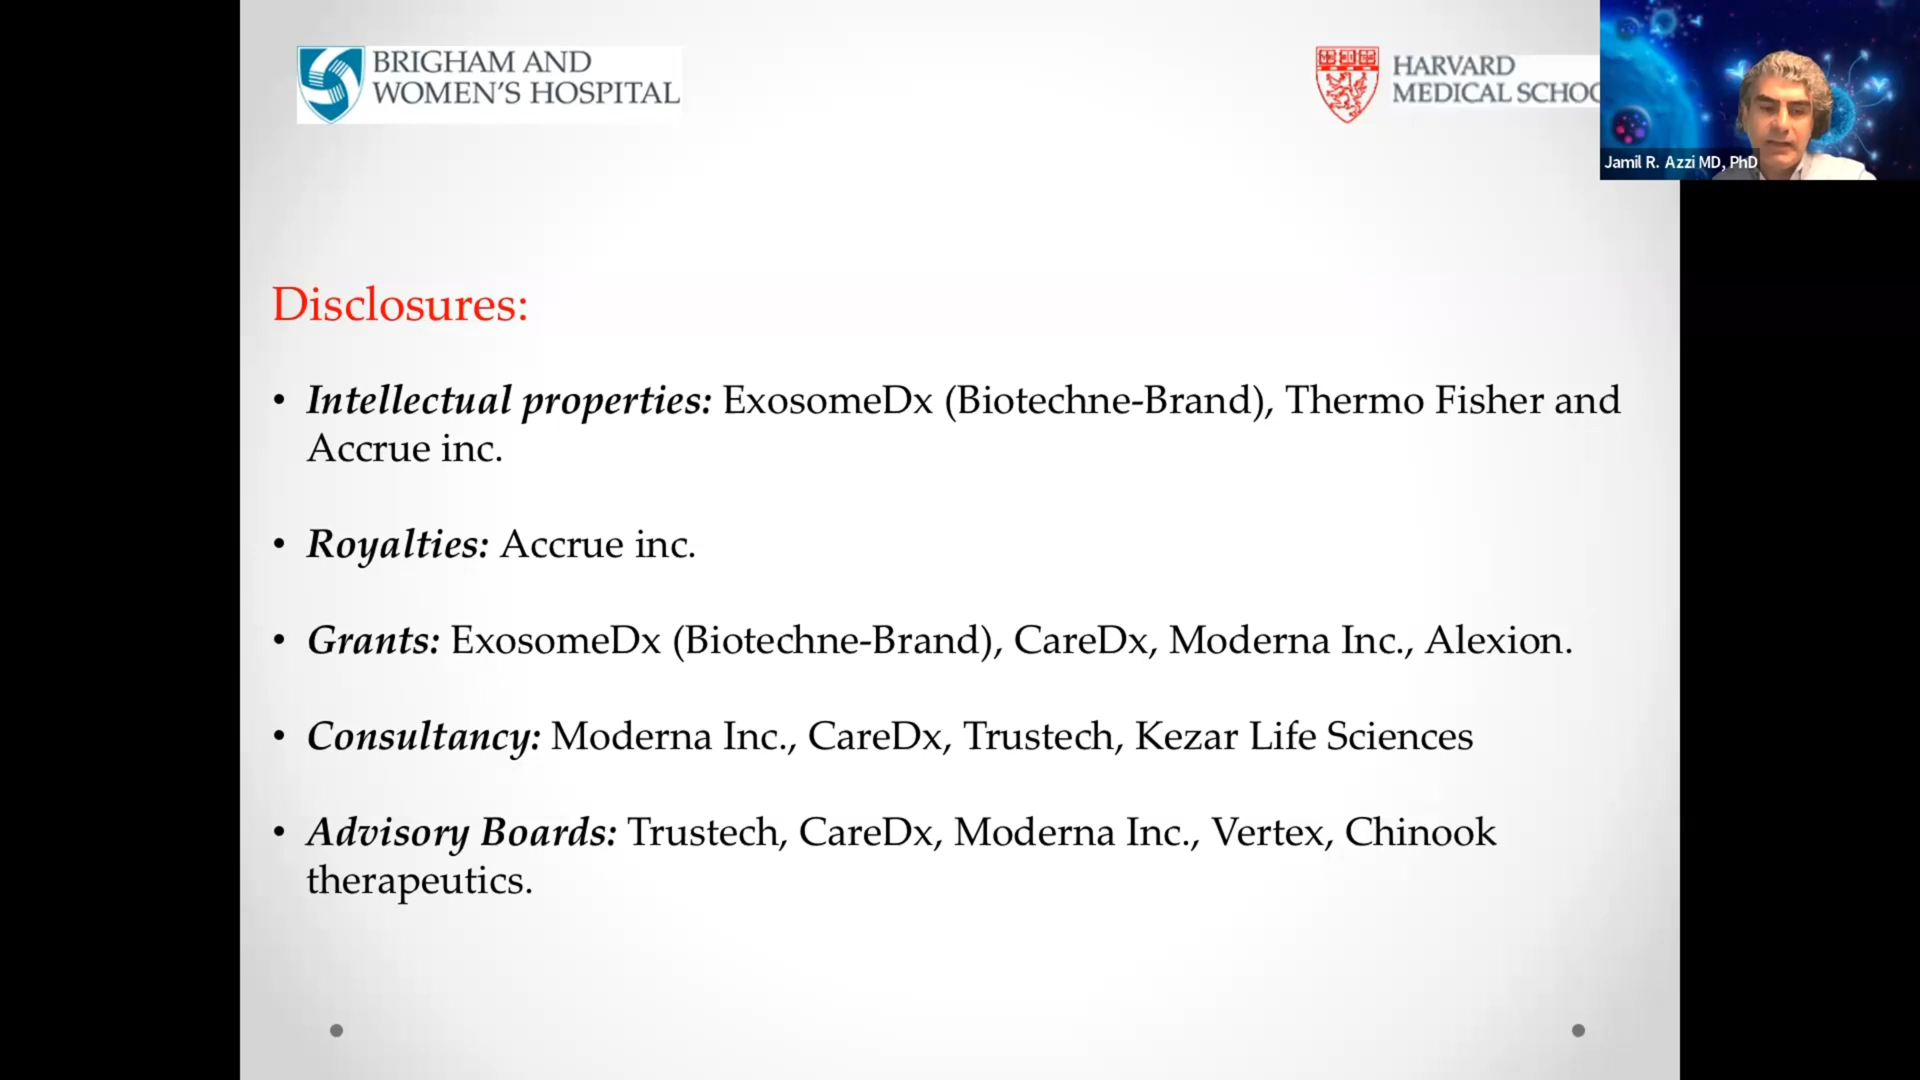 BRIGHAM AND
WOMEN'S HOSPITAL
HARVARD
MEDICAL SCHOO
Jamil R. Azzi MD, PhD
Disclosures:
• Intellectual properties: ExosomeDx (Biotechne-Brand), Thermo Fisher and
Accrue inc.
• Royalties: Accrue inc.
• Grants: ExosomeDx (Biotechne-Brand), CareDx, Moderna Inc., Alexion.
• Consultancy: Moderna Inc., CareDx, Trustech, Kezar Life Sciences
• Advisory Boards: Trustech, CareDx, Moderna Inc., Vertex, Chinook
therapeutics.